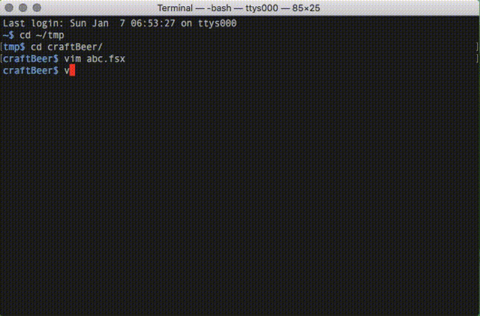 Terminal — -bash — ttys000 — 85×25
Last login: Sun Jan  7 06:53:27 on ttys000
~$ cd ~/tmp
[tmp$ cd craftBeer/ ]
[craftBeer$ vim abc.fsx ]
craftBeer$ v